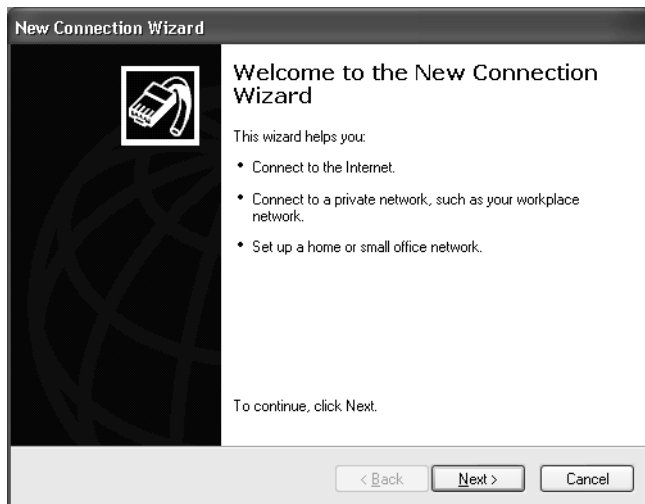 New Connection Wizard
Welcome to the New Connection
Wizard
This wizard helps you:
• Connect to the Internet.
• Connect to a private network, such as your workplace
network.
• Set up a home or small office network.
To continue, click Next.
< Back Next > Cancel